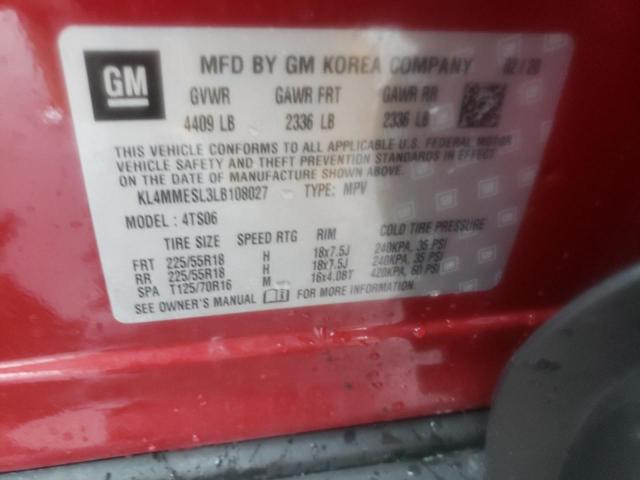 GM
MFD BY GM KOREA COMPANY 02 / 20
GVWR GAWR FRT GAWR RR
4409 LB 2336 LB 2336 LB
THIS VEHICLE CONFORMS TO ALL APPLICABLE U.S. FEDERAL MOTOR
VEHICLE SAFETY AND THEFT PREVENTION STANDARDS IN EFFECT
ON THE DATE OF MANUFACTURE SHOWN ABOVE.
KL4MMESL3LB108027 TYPE: MPV
MODEL : 4TS06
TIRE SIZE SPEED RTG RIM COLD TIRE PRESSURE
FRT 225/55R18 H 18x7.5J 240KPA, 35 PSI
RR 225/55R18 H 18x7.5J 240KPA, 35 PSI
SPA T125/70R16 M 16x4.0BT 420KPA, 60 PSI
SEE OWNER'S MANUAL FOR MORE INFORMATION.